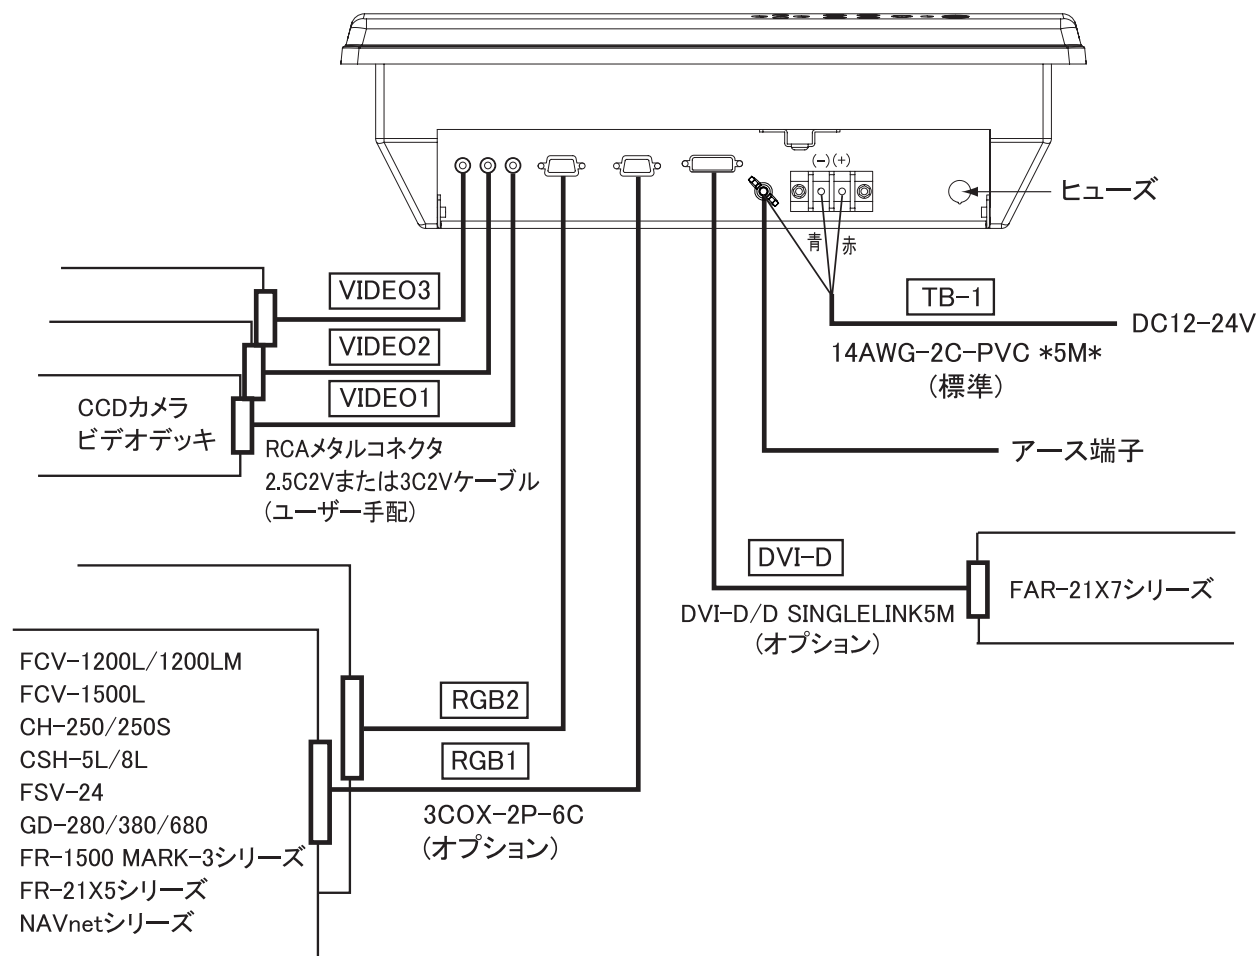 (-)(+)
ヒューズ
青
赤
VIDEO3
TB-1
DC12-24V
VIDEO2
14AWG-2C-PVC *5M*
(標準)
VIDEO1
CCDカメラ
ビデオデッキ
RCAメタルコネクタ
2.5C2Vまたは3C2Vケーブル
(ユーザー手配)
アース端子
DVI-D
DVI-D/D SINGLELINK5M
(オプション)
FAR-21X7シリーズ
FCV-1200L/1200LM
FCV-1500L
CH-250/250S
CSH-5L/8L
FSV-24
GD-280/380/680
FR-1500 MARK-3シリーズ
FR-21X5シリーズ
NAVnetシリーズ
RGB2
RGB1
3COX-2P-6C
(オプション)